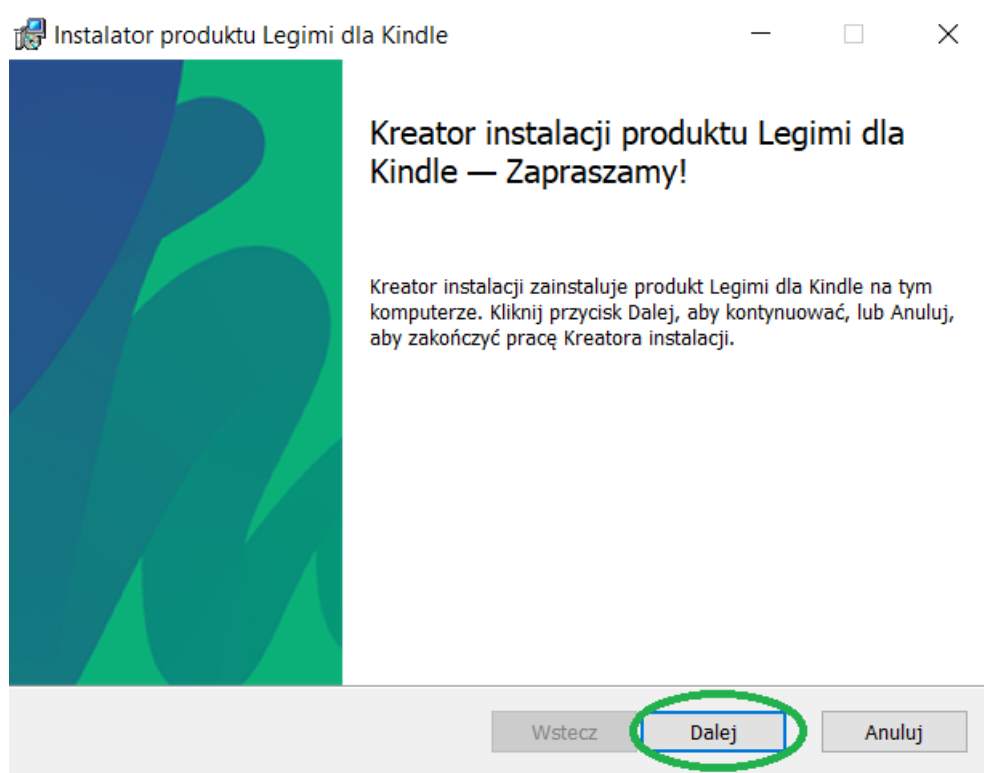 Instalator produktu Legimi dla Kindle
Kreator instalacji produktu Legimi dla
Kindle — Zapraszamy!
Kreator instalacji zainstaluje produkt Legimi dla Kindle na tym
komputerze. Kliknij przycisk Dalej, aby kontynuować, lub Anuluj,
aby zakończyć pracę Kreatora instalacji.
Wstecz
Dalej
Anuluj